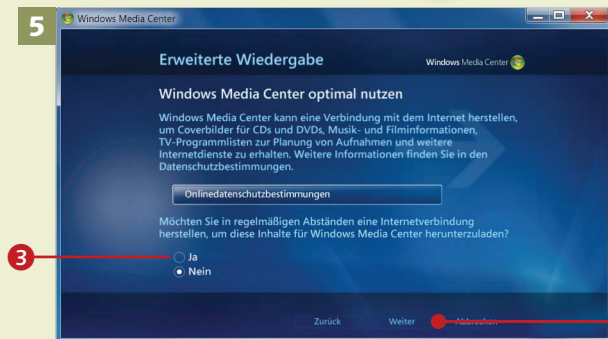 5
Windows Media Center
Erweiterte Wiedergabe
Windows Media Center
Windows Media Center optimal nutzen
Windows Media Center kann eine Verbindung mit dem Internet herstellen,
um Coverbilder für CDs und DVDs, Musik- und Filminformationen,
TV-Programmlisten zur Planung von Aufnahmen und weitere
Internetdienste zu erhalten. Weitere Informationen finden Sie in den
Datenschutzbestimmungen.
Onlinedatenschutzbestimmungen
Möchten Sie in regelmäßigen Abständen eine Internetverbindung
herstellen, um diese Inhalte für Windows Media Center herunterzuladen?
3
Ja
Nein
Zurück Weiter Abbrechen